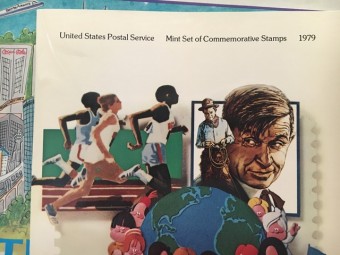 United States Postal Service Mint Set of Commemorative Stamps 1979